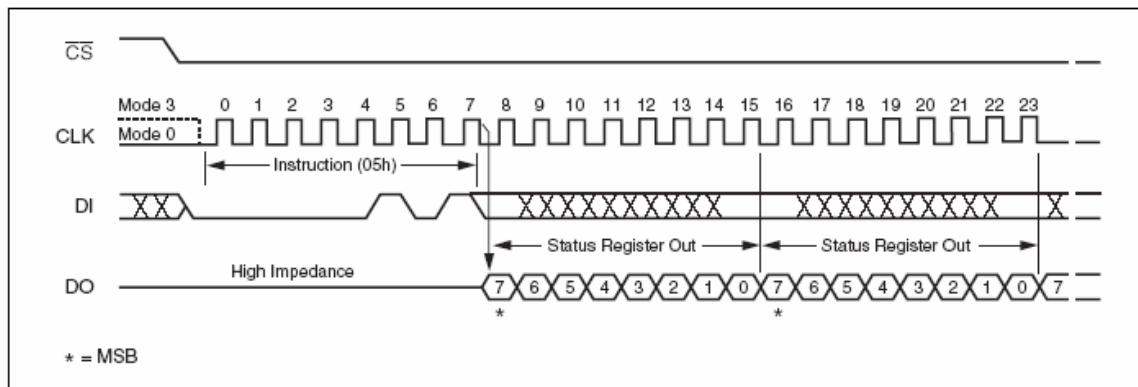 CS
Mode 3 0 1 2 3 4 5 6 7 8 9 10 11 12 13 14 15 16 17 18 19 20 21 22 23
CLK Mode 0
Instruction (05h)
DI
Status Register Out Status Register Out
High Impedance
DO 7 6 5 4 3 2 1 0 7 6 5 4 3 2 1 0 7
* *
* = MSB